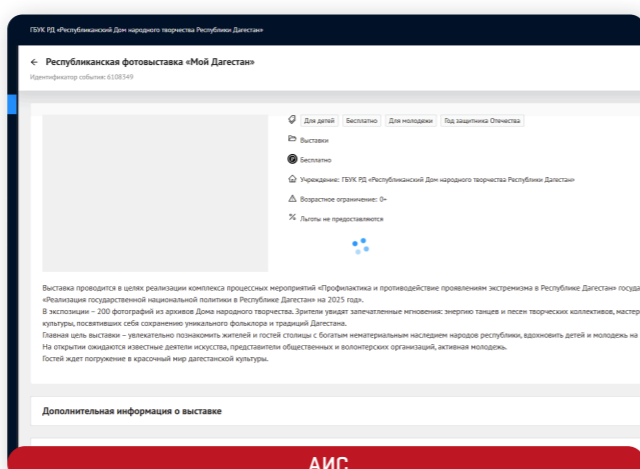 ГБУК РД «Республиканский Дом народного творчества Республики Дагестан»
← Республиканская фотовыставка «Мой Дагестан»
Идентификатор события: 6108349
Для детей Бесплатно Для молодежи Год защитника Отечества
Выставки
Бесплатно
Учреждение: ГБУК РД «Республиканский Дом народного творчества Республики Дагестан»
Возрастное ограничение: 0+
Льготы не предоставляются
Выставка проводится в целях реализации комплекса процессных мероприятий «Профилактика и противодействие проявлениям экстремизма в Республике Дагестан» госуда
«Реализация государственной национальной политики в Республике Дагестан» на 2025 год».
В экспозиции – 200 фотографий из архивов Дома народного творчества. Зрители увидят запечатленные мгновения: энергию танцев и песен творческих коллективов, мастер
культуры, посвятивших себя сохранению уникального фольклора и традиций Дагестана.
Главная цель выставки – увлекательно познакомить жителей и гостей столицы с богатым нематериальным наследием народов республики, вдохновить детей и молодежь на
На открытии ожидаются известные деятели искусства, представители общественных и волонтерских организаций, активная молодежь.
Гостей ждет погружение в красочный мир дагестанской культуры.
Дополнительная информация о выставке
АИС